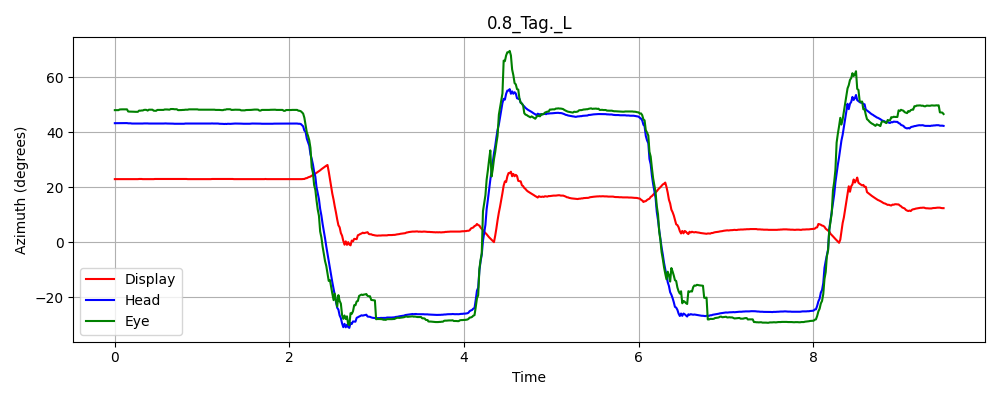 0.8_Tag._L
Azimuth (degrees)
60
40
20
0
−20
Display
Head
Eye
0 2 4 6 8
Time